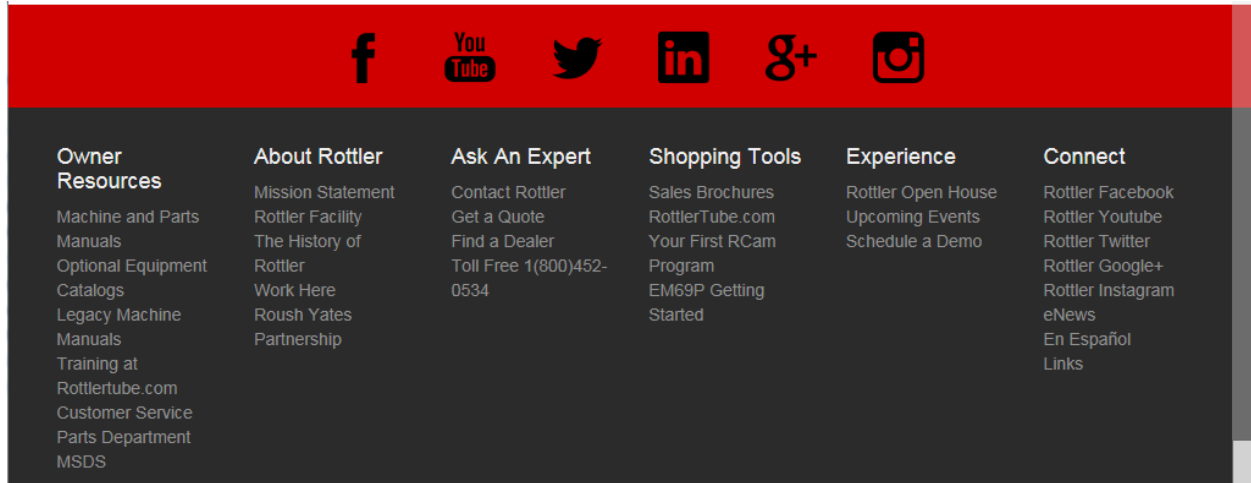 f
You
Tube
in
g+
Owner
Resources
Machine and Parts
Manuals
Optional Equipment
Catalogs
Legacy Machine
Manuals
Training at
Rottlertube.com
Customer Service
Parts Department
MSDS
About Rottler
Mission Statement
Rottler Facility
The History of
Rottler
Work Here
Roush Yates
Partnership
Ask An Expert
Contact Rottler
Get a Quote
Find a Dealer
Toll Free 1(800)452-
0534
Shopping Tools
Sales Brochures
RottlerTube.com
Your First RCam
Program
EM69P Getting
Started
Experience
Rottler Open House
Upcoming Events
Schedule a Demo
Connect
Rottler Facebook
Rottler Youtube
Rottler Twitter
Rottler Google+
Rottler Instagram
eNews
En Español
Links